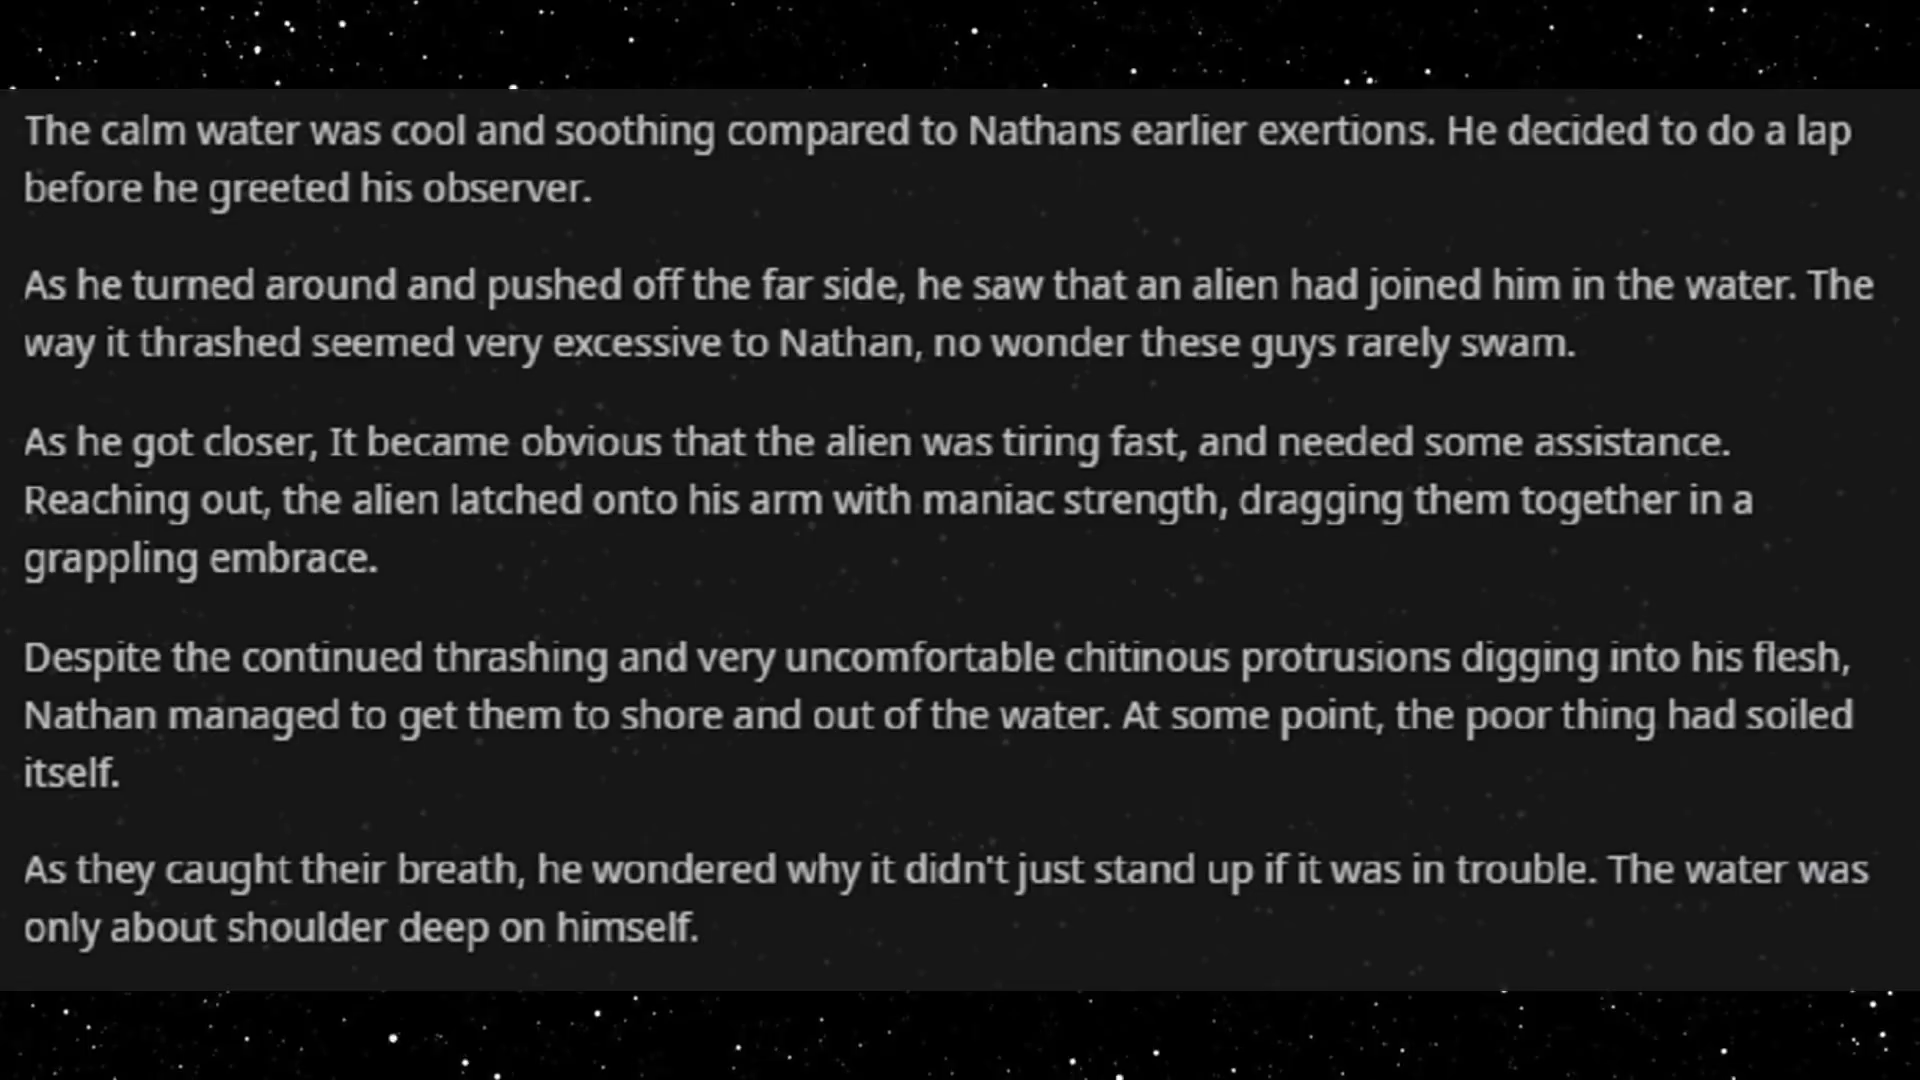 The calm water was cool and soothing compared to Nathans earlier exertions. He decided to do a lap
before he greeted his observer.
As he turned around and pushed off the far side, he saw that an alien had joined him in the water. The
way it thrashed seemed very excessive to Nathan, no wonder these guys rarely swam.
As he got closer, It became obvious that the alien was tiring fast, and needed some assistance.
Reaching out, the alien latched onto his arm with maniac strength, dragging them together in a
grappling embrace.
Despite the continued thrashing and very uncomfortable chitinous protrusions digging into his flesh,
Nathan managed to get them to shore and out of the water. At some point, the poor thing had soiled
itself.
As they caught their breath, he wondered why it didn't just stand up if it was in trouble. The water was
only about shoulder deep on himself.